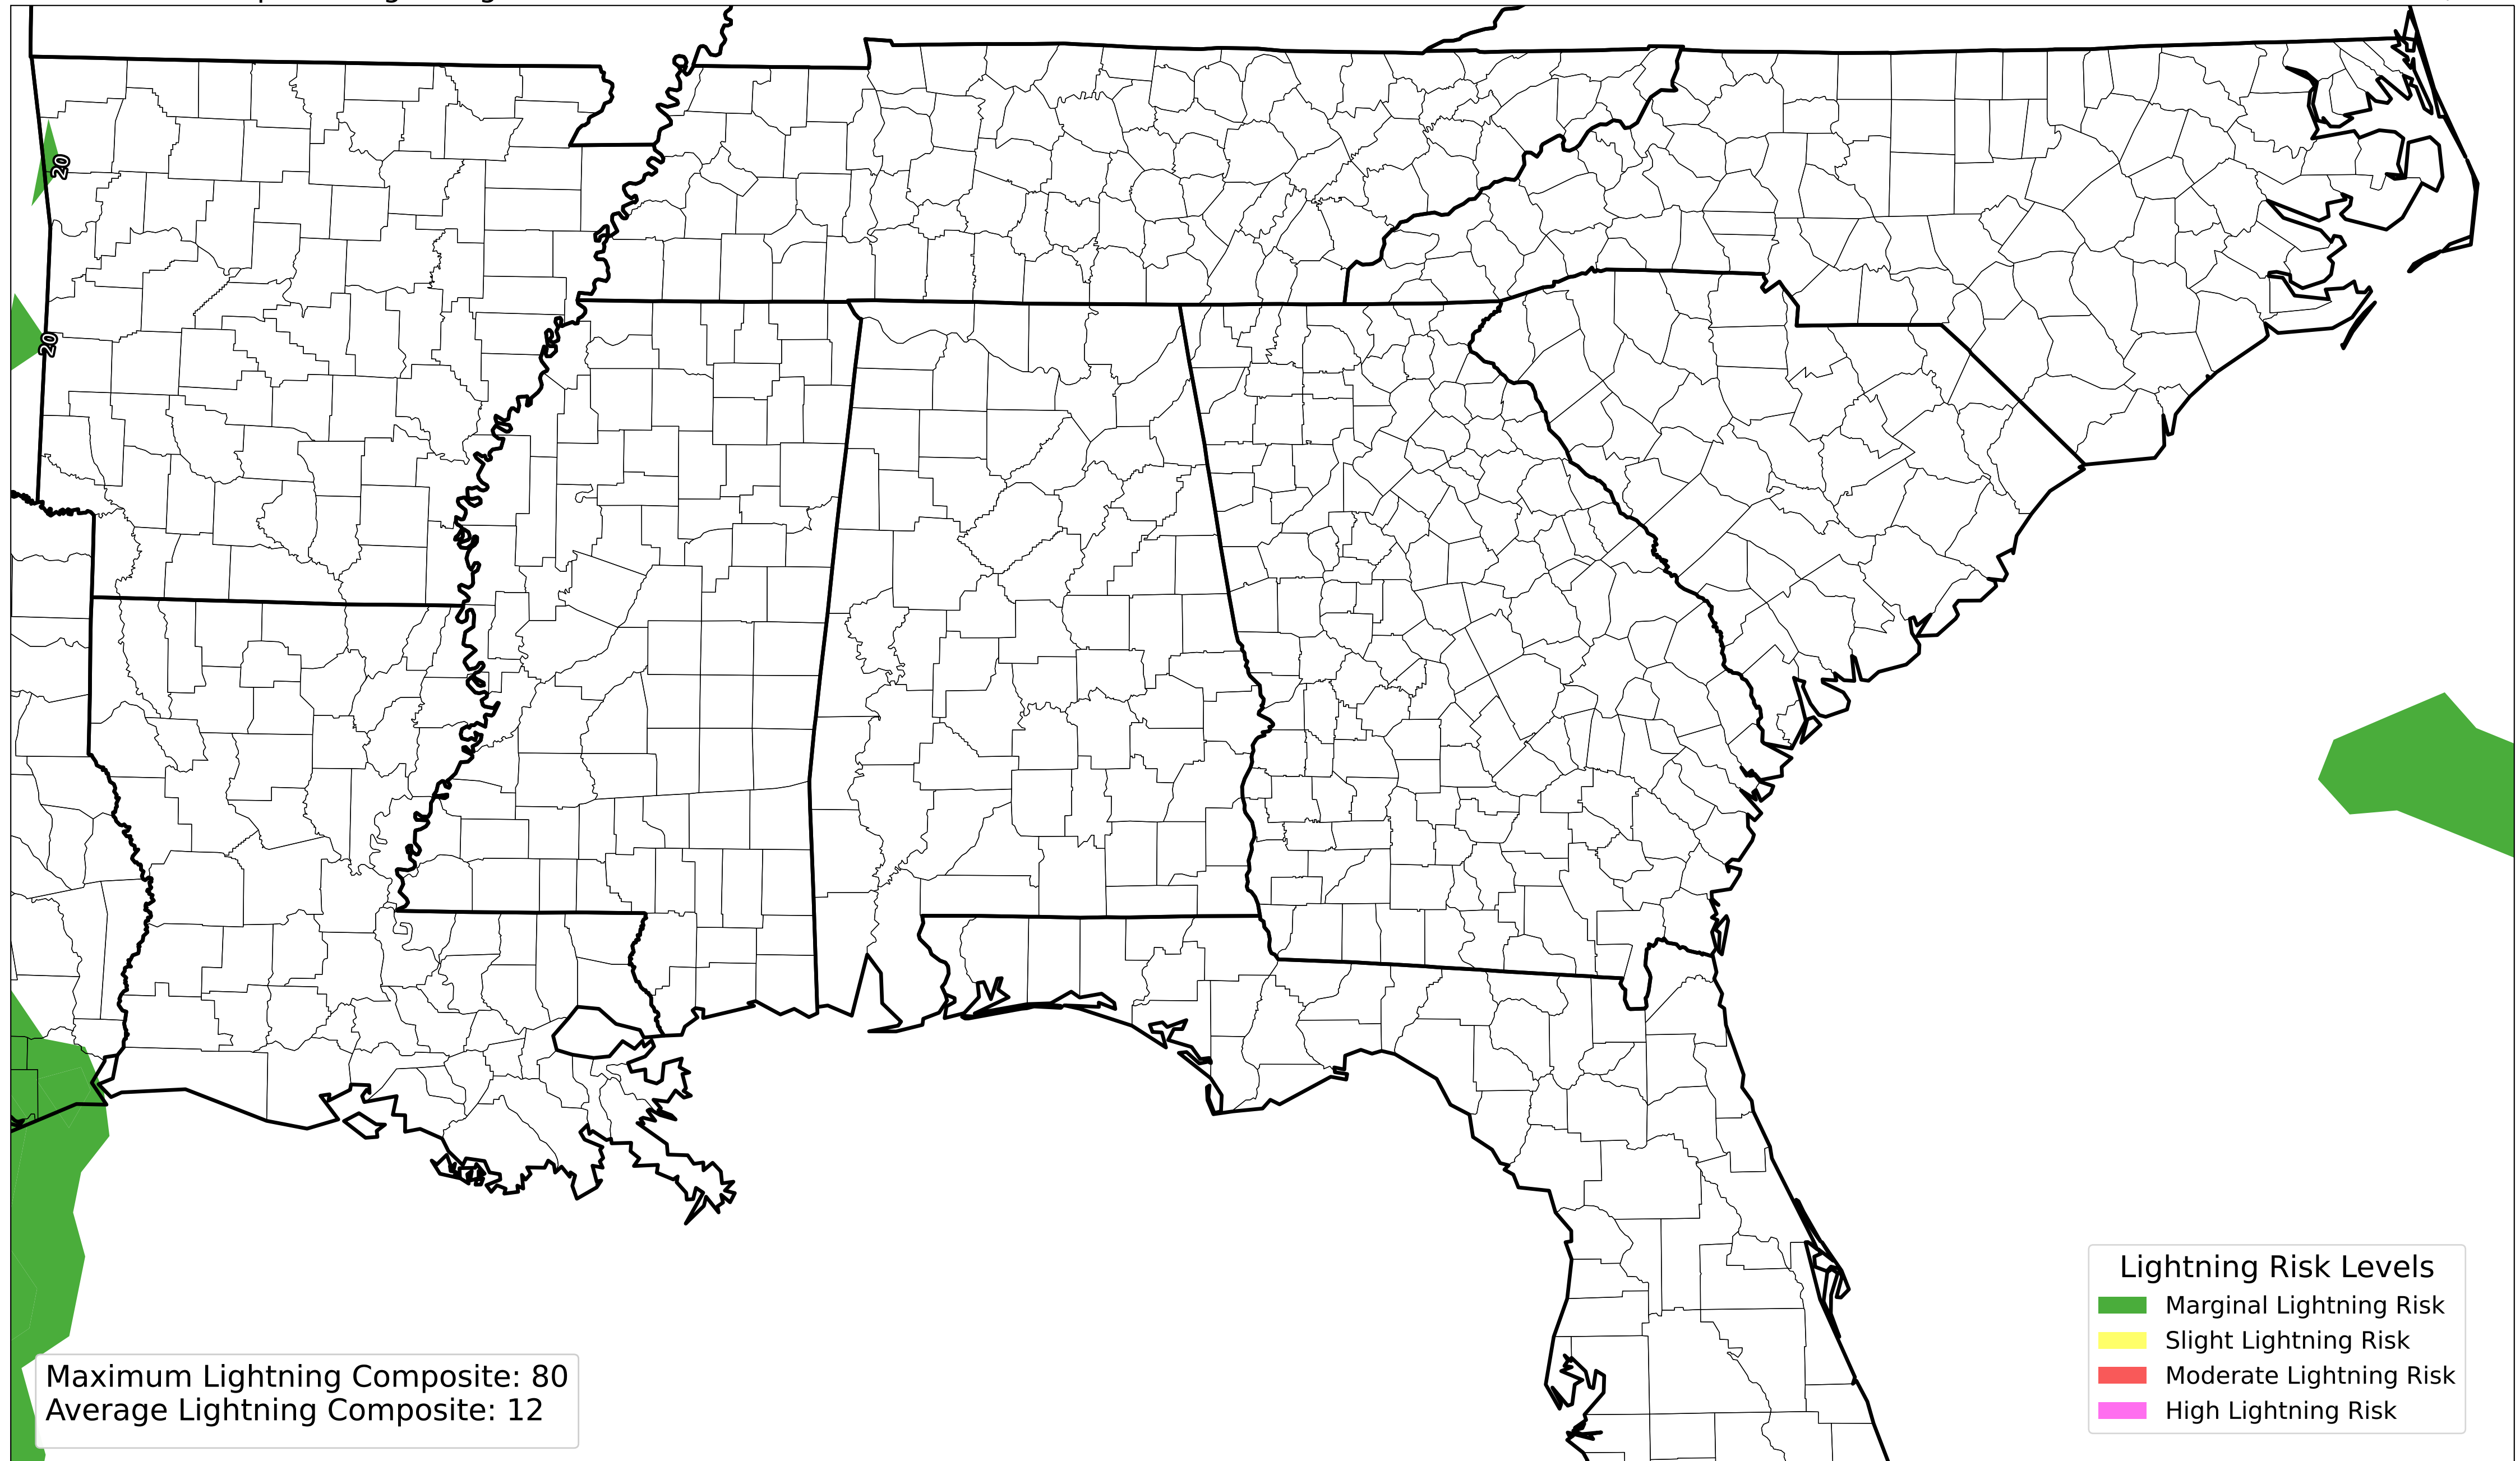 20
20
Lightning Risk Levels
Marginal Lightning Risk
Slight Lightning Risk
Moderate Lightning Risk
High Lightning Risk
Maximum Lightning Composite: 80
Average Lightning Composite: 12